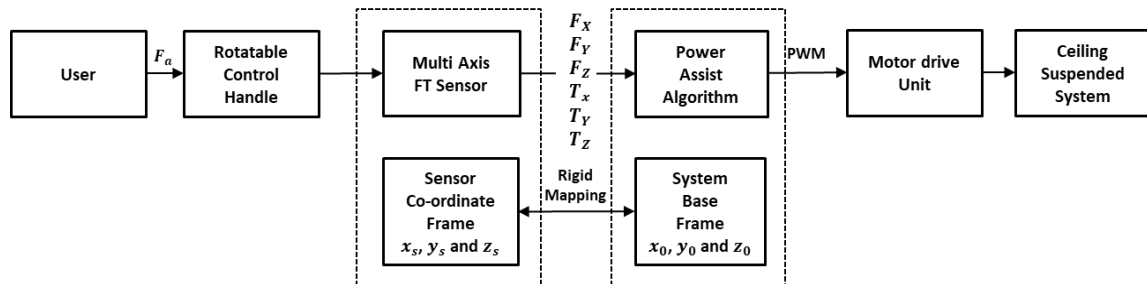 User
F_a
Rotatable
Control
Handle
Multi Axis
FT Sensor
F_X
F_Y
F_Z
T_x
T_Y
T_Z
Power
Assist
Algorithm
PWM
Motor drive
Unit
Ceiling
Suspended
System
Sensor
Co-ordinate
Frame
x_s, y_s and z_s
Rigid
Mapping
System
Base
Frame
x_0, y_0 and z_0